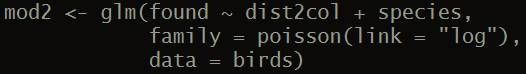 mod2 <- glm(found ~ dist2col + species,
            family = poisson(link = "log"),
            data = birds)